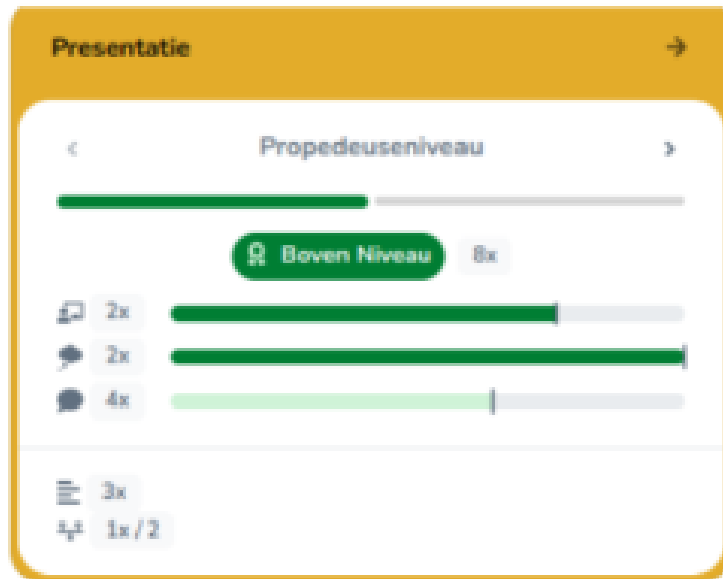 Presentatie
Propedeuseniveau
Boven Niveau 8x
2x
2x
4x
3x
1x / 2